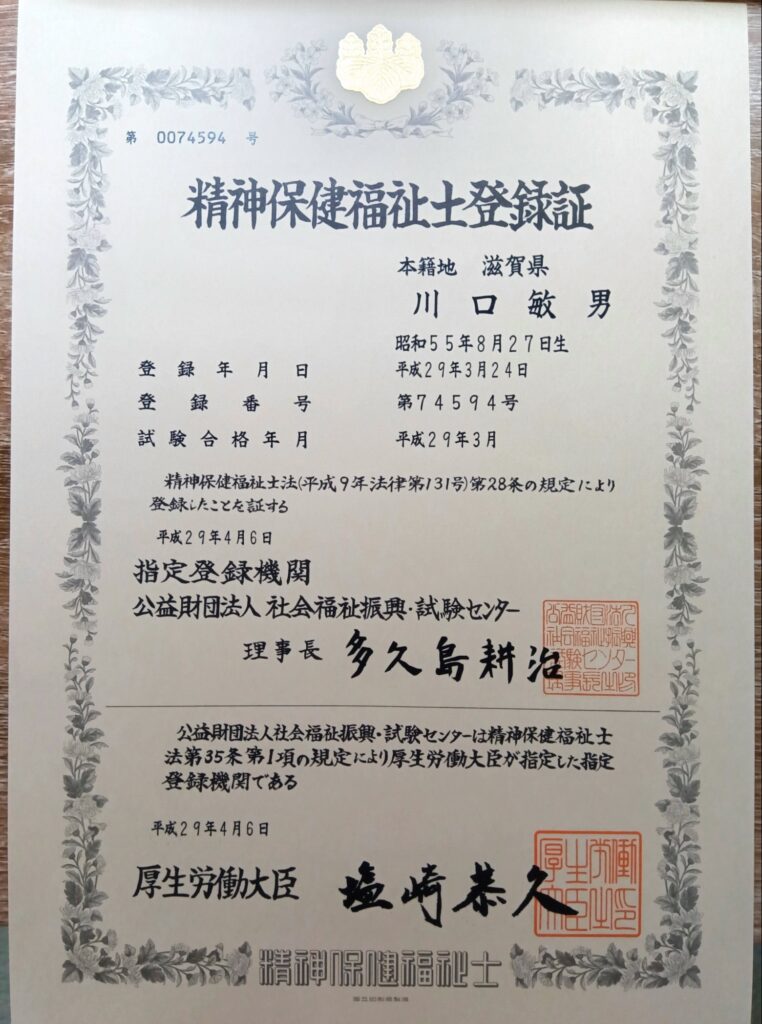 第 0074594 号
精神保健福祉士登録証
本籍地 滋賀県
川口敏男
昭和55年8月27日生
登録年月日 平成29年3月24日
登録番号 第74594号
試験合格年月 平成29年3月
精神保健福祉士法(平成9年法律第131号)第28条の規定により
登録したことを証する
平成29年4月6日
指定登録機関
公益財団法人 社会福祉振興・試験センター
理事長 多久島耕治
公益財団法人社会福祉振興・試験センターは精神保健福祉士
法第35条第1項の規定により厚生労働大臣が指定した指定
登録機関である
平成29年4月6日
厚生労働大臣 塩崎恭久
厚生労働
大臣之印
精神保健福祉士